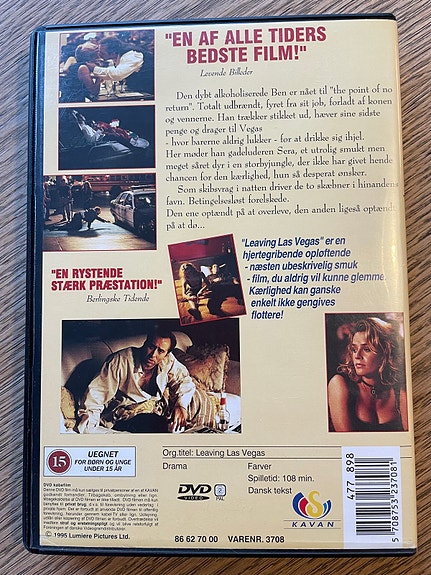 "EN AF ALLE TIDERS
BEDSTE FILM!"
Levende Billeder
Den dybt alkoholiserede Ben er nået til "the point of no
return". Totalt udbrændt, fyret fra sit job, forladt af konen
og vennerne. Han trækker stikket ud, hæver sine sidste
penge og drager til Vegas
- hvor barerne aldrig lukker - for at drikke sig ihjel.
Her møder han gadeluderen Sera, et utrolig smukt men
meget såret dyr i en storbyjungle, der ikke har givet hende
chancen for den kærlighed, hun så desperat ønsker.
Som skibsvrag i natten driver de to skæbner i hinandens
favn. Betingelsesløst forelskede.
Den ene optændt på at overleve, den anden ligeså optændt
på at dø...
"EN RYSTENDE
STÆRK PRÆSTATION!"
Berlingske Tidende
"Leaving Las Vegas" er en
hjertegribende opløftende
- næsten ubeskrivelig smuk
- film, du aldrig vil kunne glemme.
Kærlighed kan ganske
enkelt ikke gengives
flottere!
15
UEGNET
FOR BØRN OG UNGE
UNDER 15 ÅR
Org.titel: Leaving Las Vegas
Drama
Farver
Spilletid: 108 min.
Dansk tekst
DVD
VIDEO
2
PAL
KAVAN
477 898
5 708753 237081
DVD købefilm
© 1995 Lumiere Pictures Ltd.
86 62 70 00
VARENR. 3708